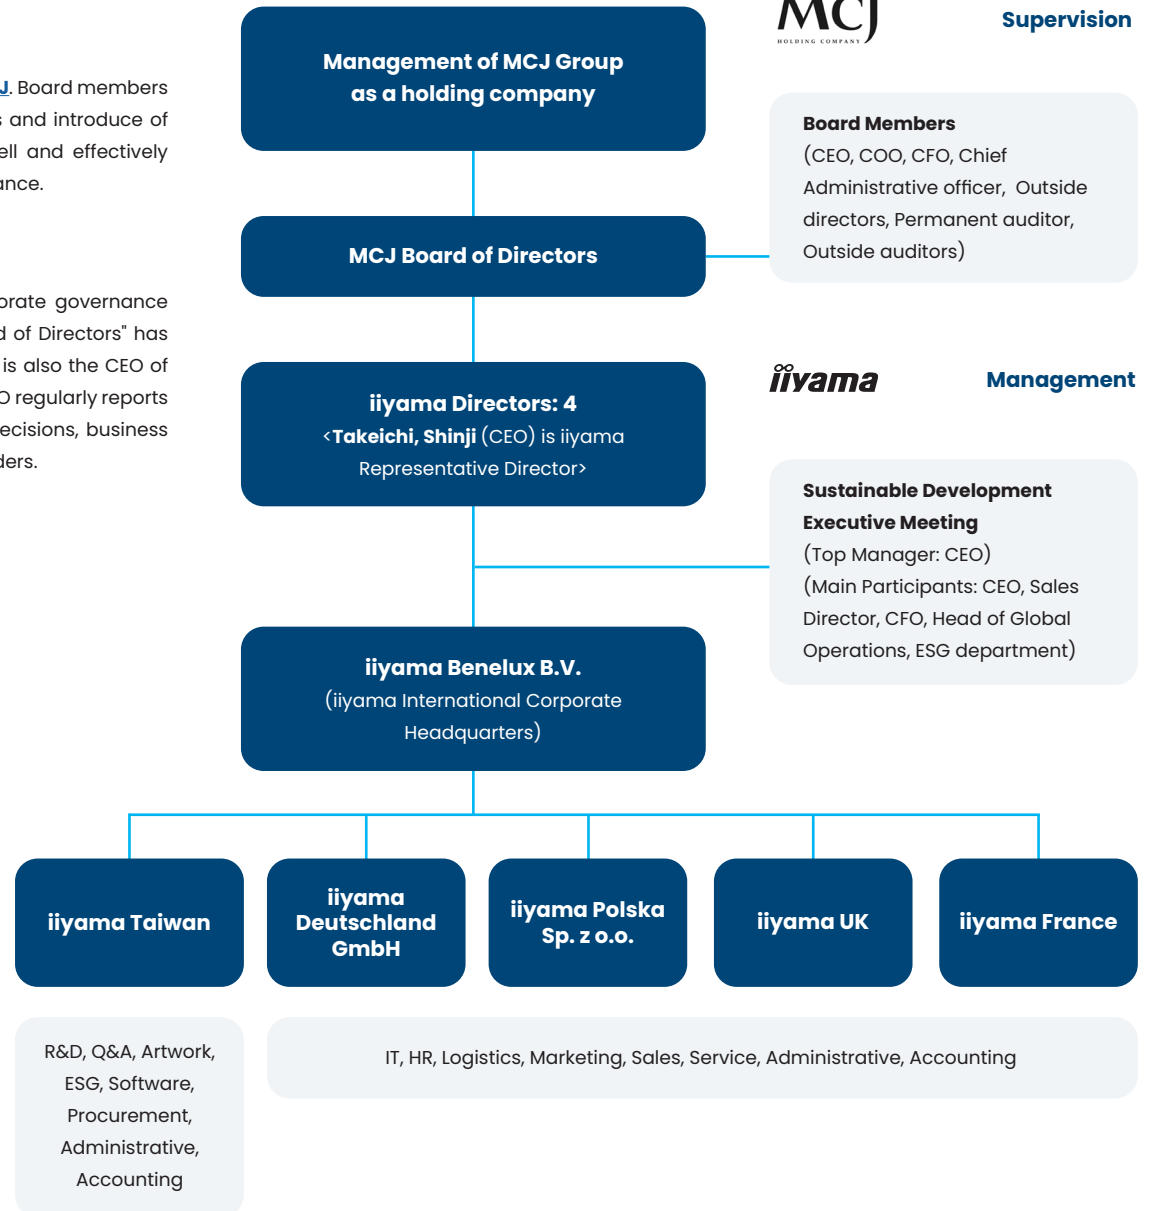 J. Board members
s and introduce of
ell and effectively
ance.
orate governance
d of Directors" has
is also the CEO of
O regularly reports
ecisions, business
ders.
Management of MCJ Group
as a holding company
MCJ Board of Directors
iiyama Directors: 4
<Takeichi, Shinji (CEO) is iiyama
Representative Director>
iiyama Benelux B.V.
(iiyama International Corporate
Headquarters)
MCJ
HOLDING COMPANY
Supervision
Board Members
(CEO, COO, CFO, Chief
Administrative officer, Outside
directors, Permanent auditor,
Outside auditors)
iiyama
Management
Sustainable Development
Executive Meeting
(Top Manager: CEO)
(Main Participants: CEO, Sales
Director, CFO, Head of Global
Operations, ESG department)
iiyama Taiwan
iiyama
Deutschland
GmbH
iiyama Polska
Sp. z o.o.
iiyama UK
iiyama France
R&D, Q&A, Artwork,
ESG, Software,
Procurement,
Administrative,
Accounting
IT, HR, Logistics, Marketing, Sales, Service, Administrative, Accounting